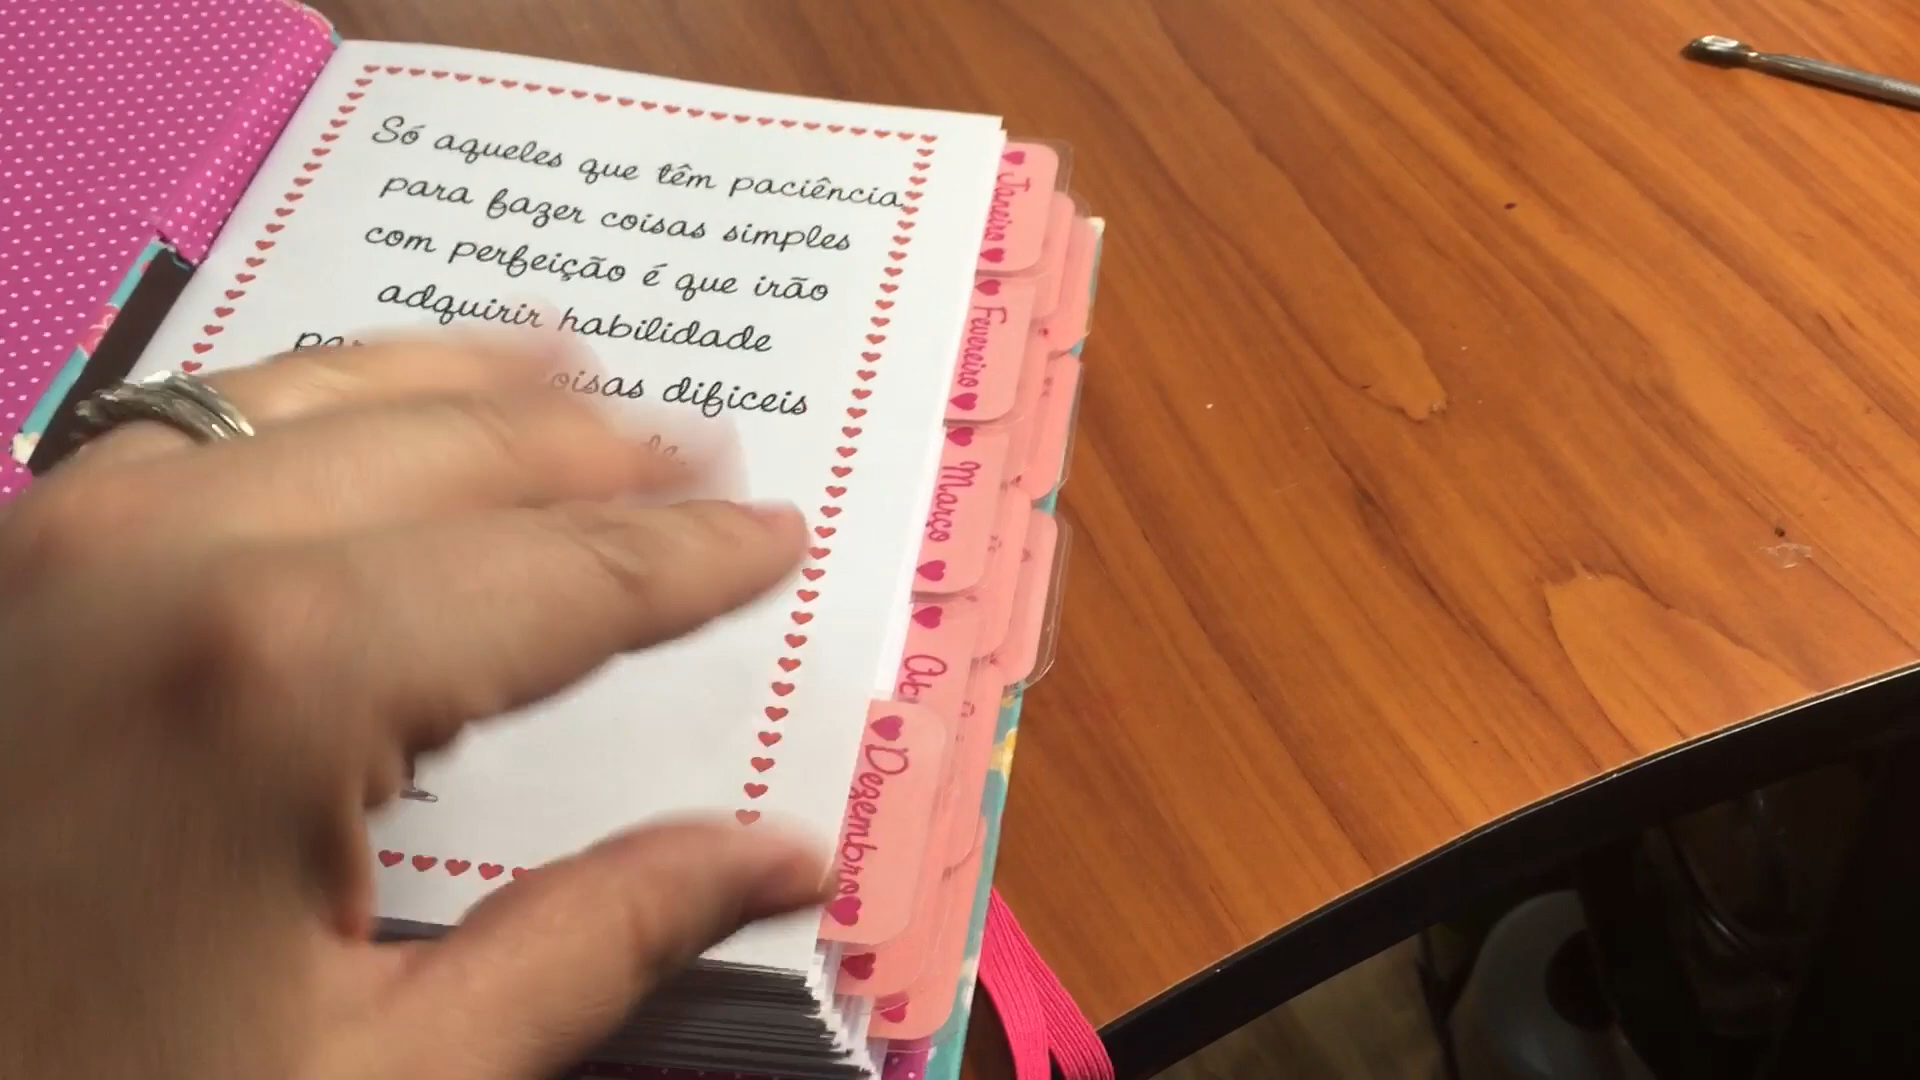 Só aqueles que têm paciência
para fazer coisas simples
com perfeição é que irão
adquirir habilidade
coisas dificeis
Janeiro
Fevereiro
Março
Dezembro